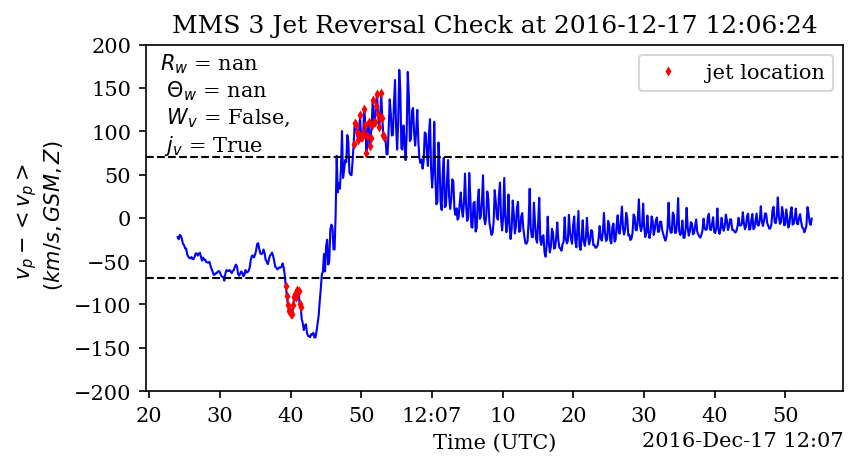 MMS 3 Jet Reversal Check at 2016-12-17 12:06:24
R_w = nan
Θ_w = nan
W_v = False,
j_v = True
jet location
200
150
100
50
0
−50
−100
−150
−200
v_p − < v_p >
(km/s, GSM, Z)
20 30 40 50 12:07 10 20 30 40 50
Time (UTC)
2016-Dec-17 12:07